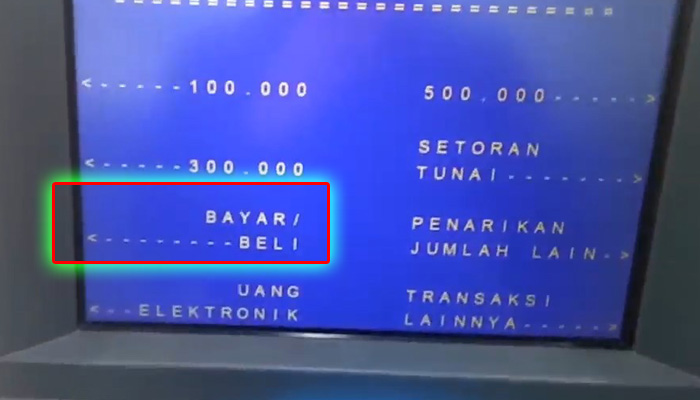 ================================
<-----100.000
500.000----->
<-----300.000
SETORAN
TUNAI------->
BAYAR/
<---------BELI
PENARIKAN
JUMLAH LAIN->
UANG
<--ELEKTRONIK
TRANSAKSI
LAINNYA----->